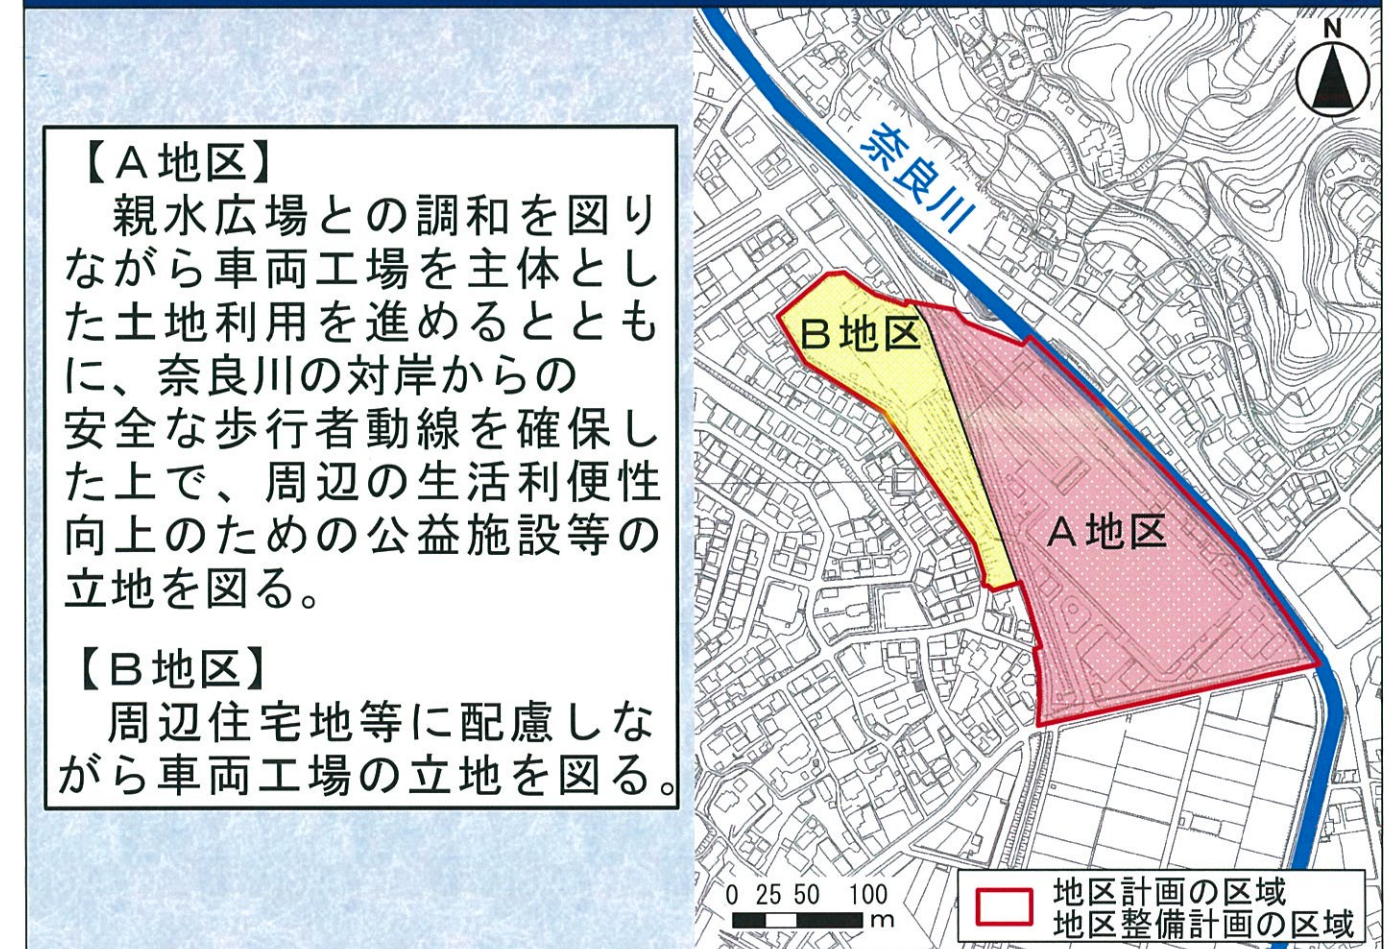 【A地区】
親水広場との調和を図り
ながら車両工場を主体とし
た土地利用を進めるととも
に、奈良川の対岸からの
安全な歩行者動線を確保し
た上で、周辺の生活利便性
向上のための公益施設等の
立地を図る。
【B地区】
周辺住宅地等に配慮しな
がら車両工場の立地を図る。
N
奈良川
B地区
A地区
0 25 50 100
m
地区計画の区域
地区整備計画の区域